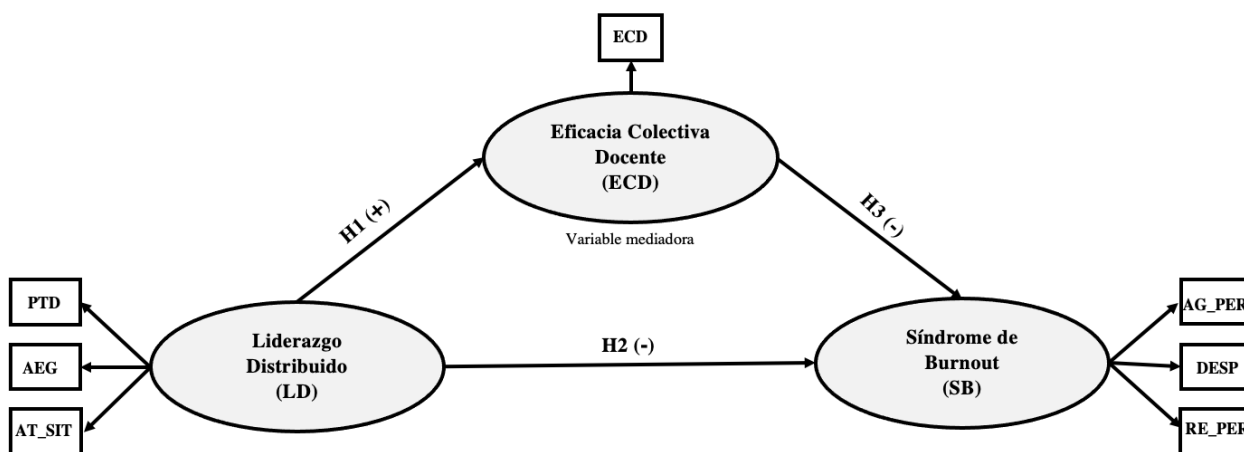 ECD
Eficacia Colectiva
Docente
(ECD)
Variable mediadora
H1 (+)
H3 (-)
PTD
AEG
AT_SIT
Liderazgo
Distribuido
(LD)
H2 (-)
Síndrome de
Burnout
(SB)
AG_PER
DESP
RE_PER